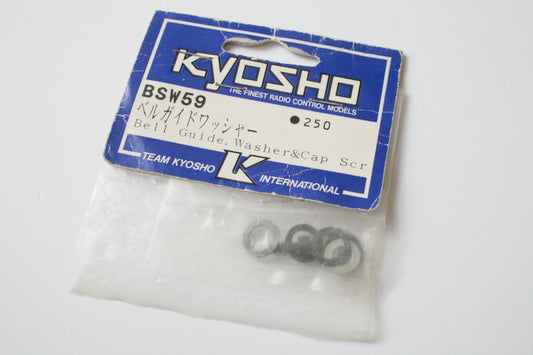 KYOSHO
THE FINEST RADIO CONTROL MODELS
BSW59
●250
ベルガイドワッシャー
Bell Guide,Washer&Cap Scr
TEAM KYOSHO K INTERNATIONAL